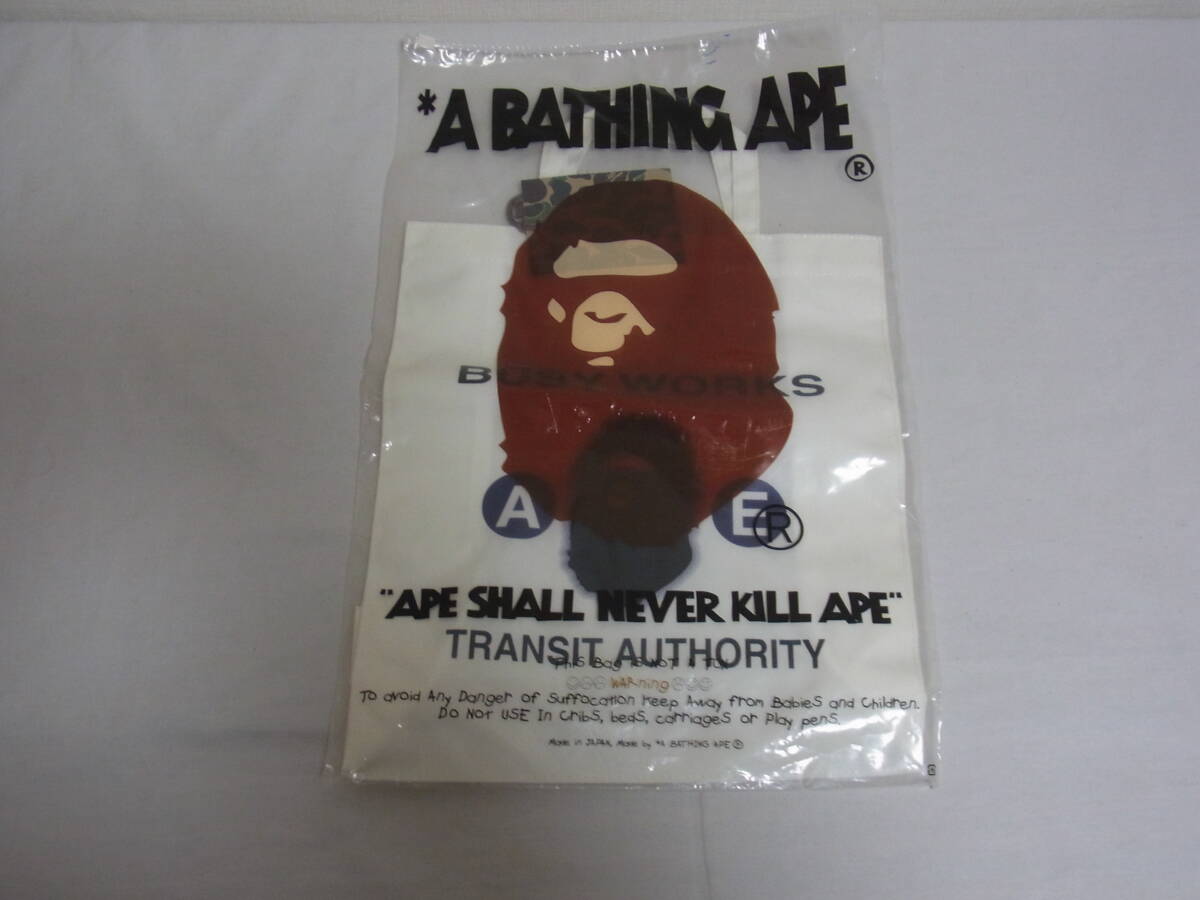 *A BATHING APE
®
BUSY WORKS
A E ®
"APE SHALL NEVER KILL APE"
TRANSIT AUTHORITY
This Bag IS NOT A TOY
WARning
To avoid Any Danger of Suffocation Keep Away from Babies and Children.
DO NOT USE In cribs, beds, carriages or Play pens.
Made in JAPAN, Made by *A BATHING APE ®